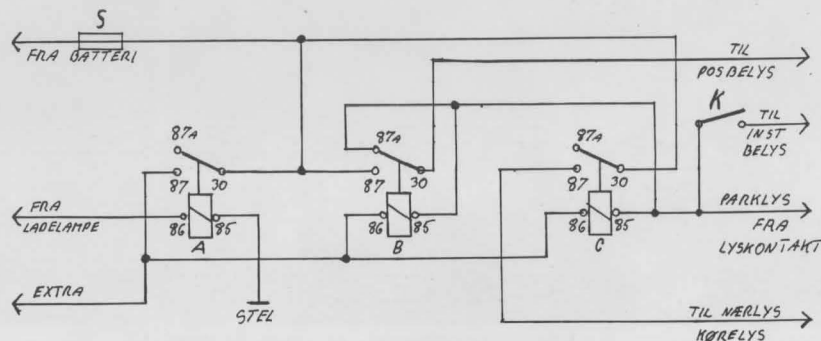 S
FRA BATTERI
TIL
POSBELYS
K
TIL
INST
BELYS
87A
87A
87A
87
30
87
30
87
30
FRA
LADELAMPE
86
85
86
85
86
85
A
B
C
PARKLYS
FRA
LYSKONTAKT
EXTRA
STEL
TIL NÆRLYS
KØRELYS